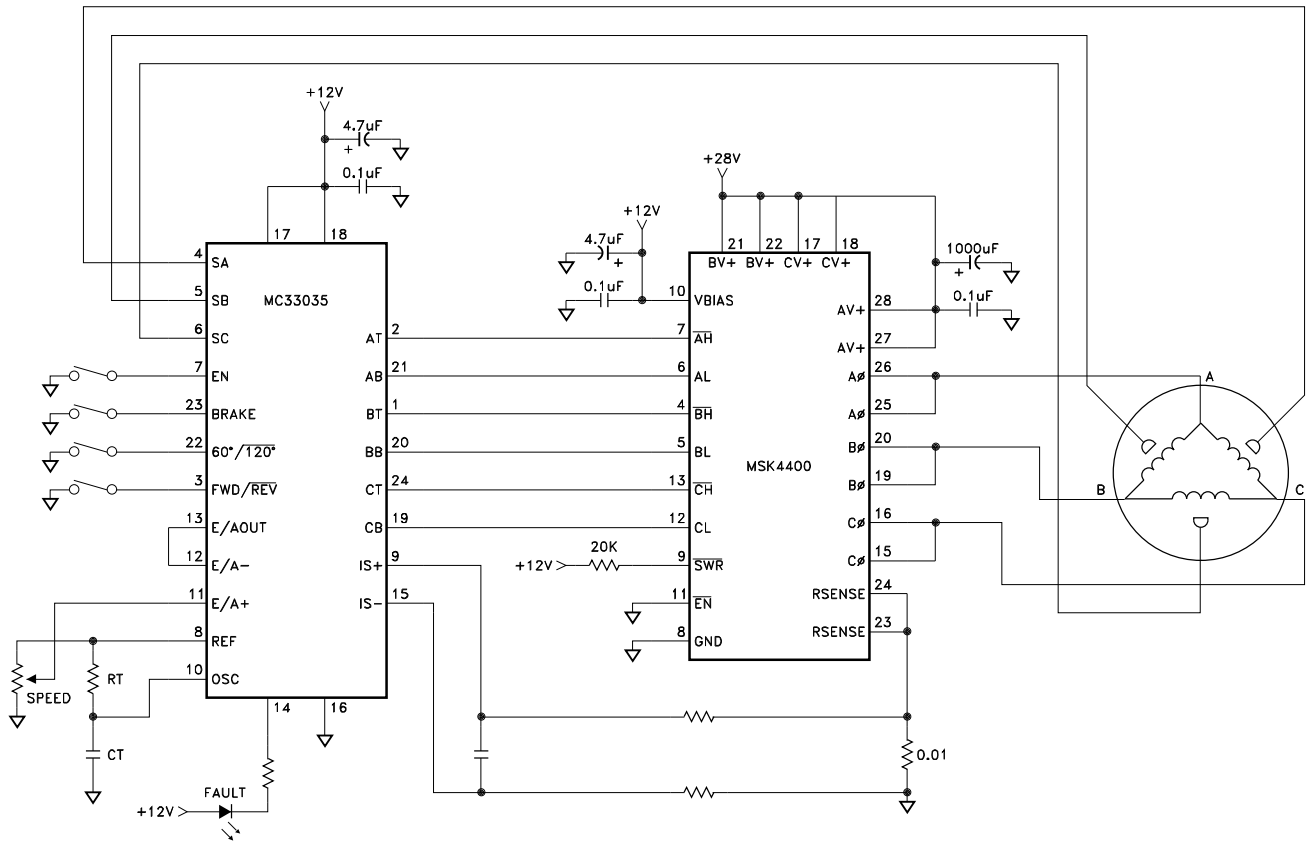 +12V
4.7uF
+
0.1uF
17 18
+28V
+12V
4.7uF
+
0.1uF
21 22 17 18
BV+ BV+ CV+ CV+
1000uF
+
0.1uF
4 SA
5 SB
6 SC
7 EN
23 BRAKE
22 60°/120°
3 FWD/REV
13 E/AOUT
12 E/A-
11 E/A+
8 REF
10 OSC
MC33035
AT 2
AB 21
BT 1
BB 20
CT 24
CB 19
IS+ 9
IS- 15
14 16
10 VBIAS
7 AH
6 AL
4 BH
5 BL
13 CH
12 CL
20K
+12V
9 SWR
11 EN
8 GND
MSK4400
AV+ 28
AV+ 27
AØ 26
AØ 25
BØ 20
BØ 19
CØ 16
CØ 15
RSENSE 24
RSENSE 23
A
B
C
SPEED
RT
CT
FAULT
+12V
0.01